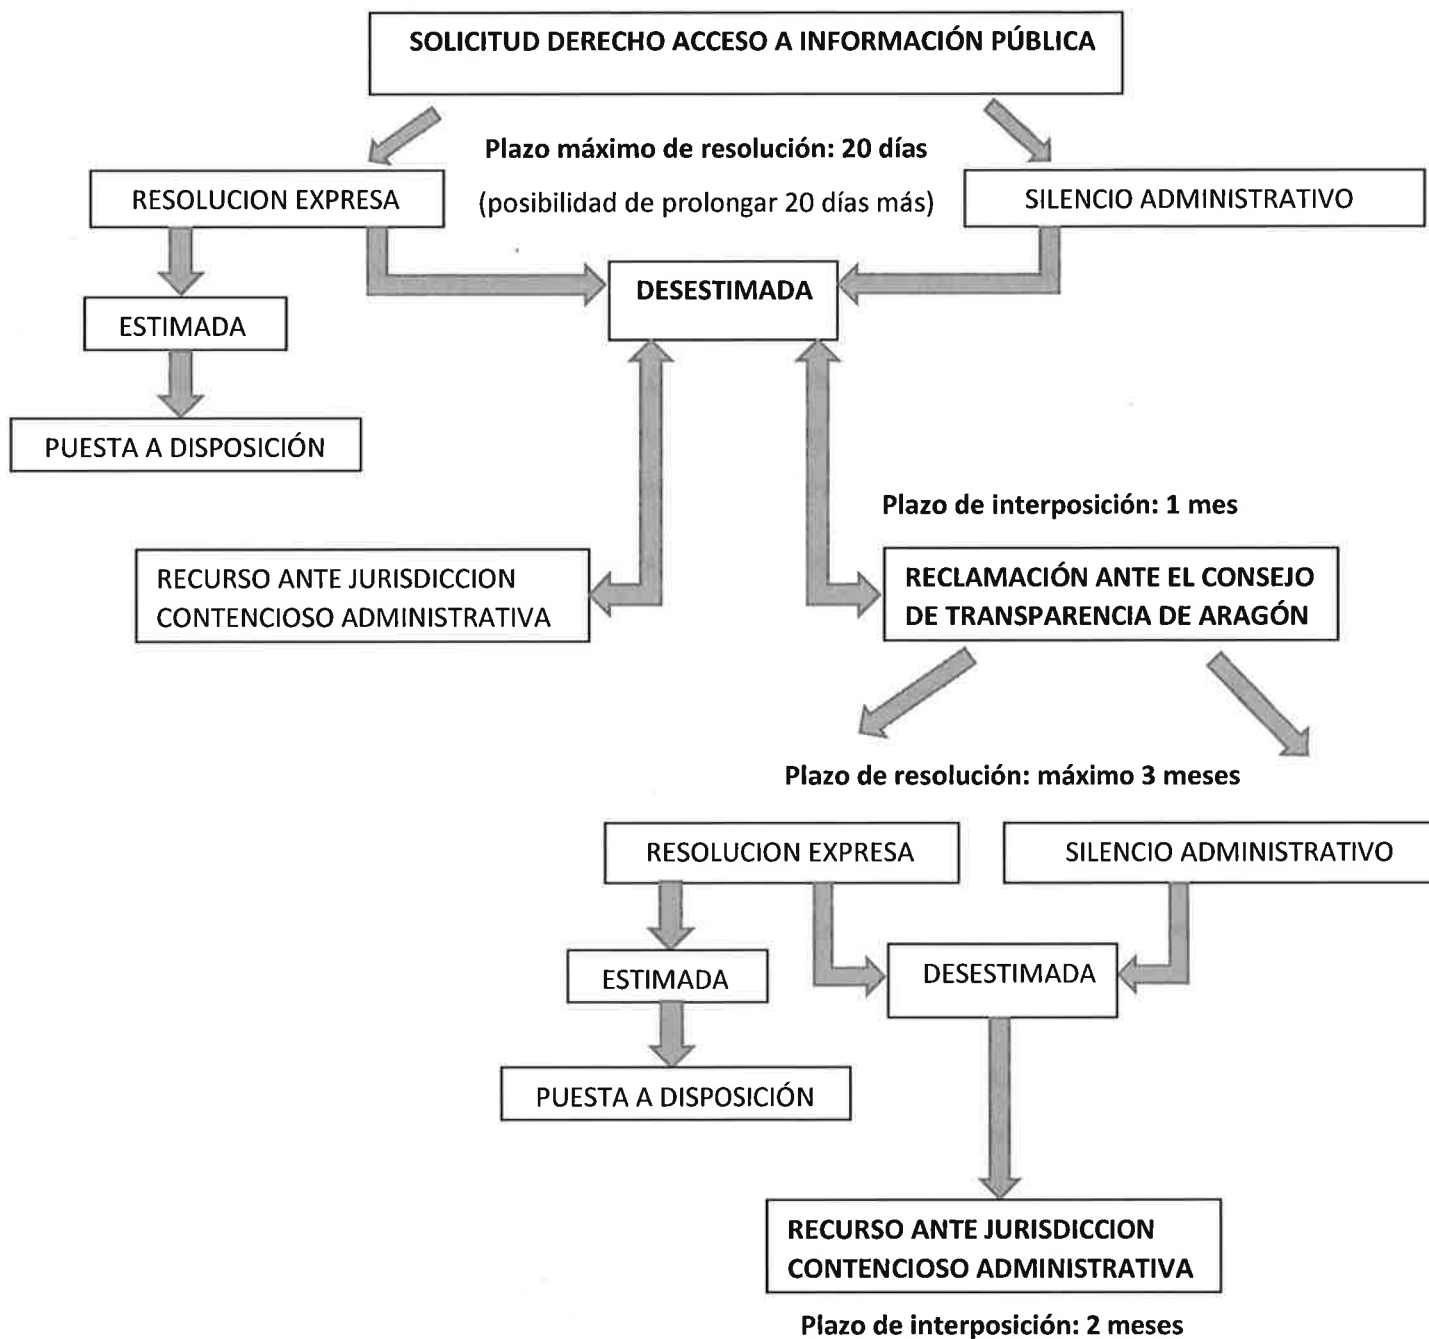 SOLICITUD DERECHO ACCESO A INFORMACIÓN PÚBLICA
Plazo máximo de resolución: 20 días
(posibilidad de prolongar 20 días más)
RESOLUCION EXPRESA
SILENCIO ADMINISTRATIVO
DESESTIMADA
ESTIMADA
PUESTA A DISPOSICIÓN
Plazo de interposición: 1 mes
RECURSO ANTE JURISDICCION
CONTENCIOSO ADMINISTRATIVA
RECLAMACIÓN ANTE EL CONSEJO
DE TRANSPARENCIA DE ARAGÓN
Plazo de resolución: máximo 3 meses
RESOLUCION EXPRESA
SILENCIO ADMINISTRATIVO
ESTIMADA
DESESTIMADA
PUESTA A DISPOSICIÓN
RECURSO ANTE JURISDICCION
CONTENCIOSO ADMINISTRATIVA
Plazo de interposición: 2 meses